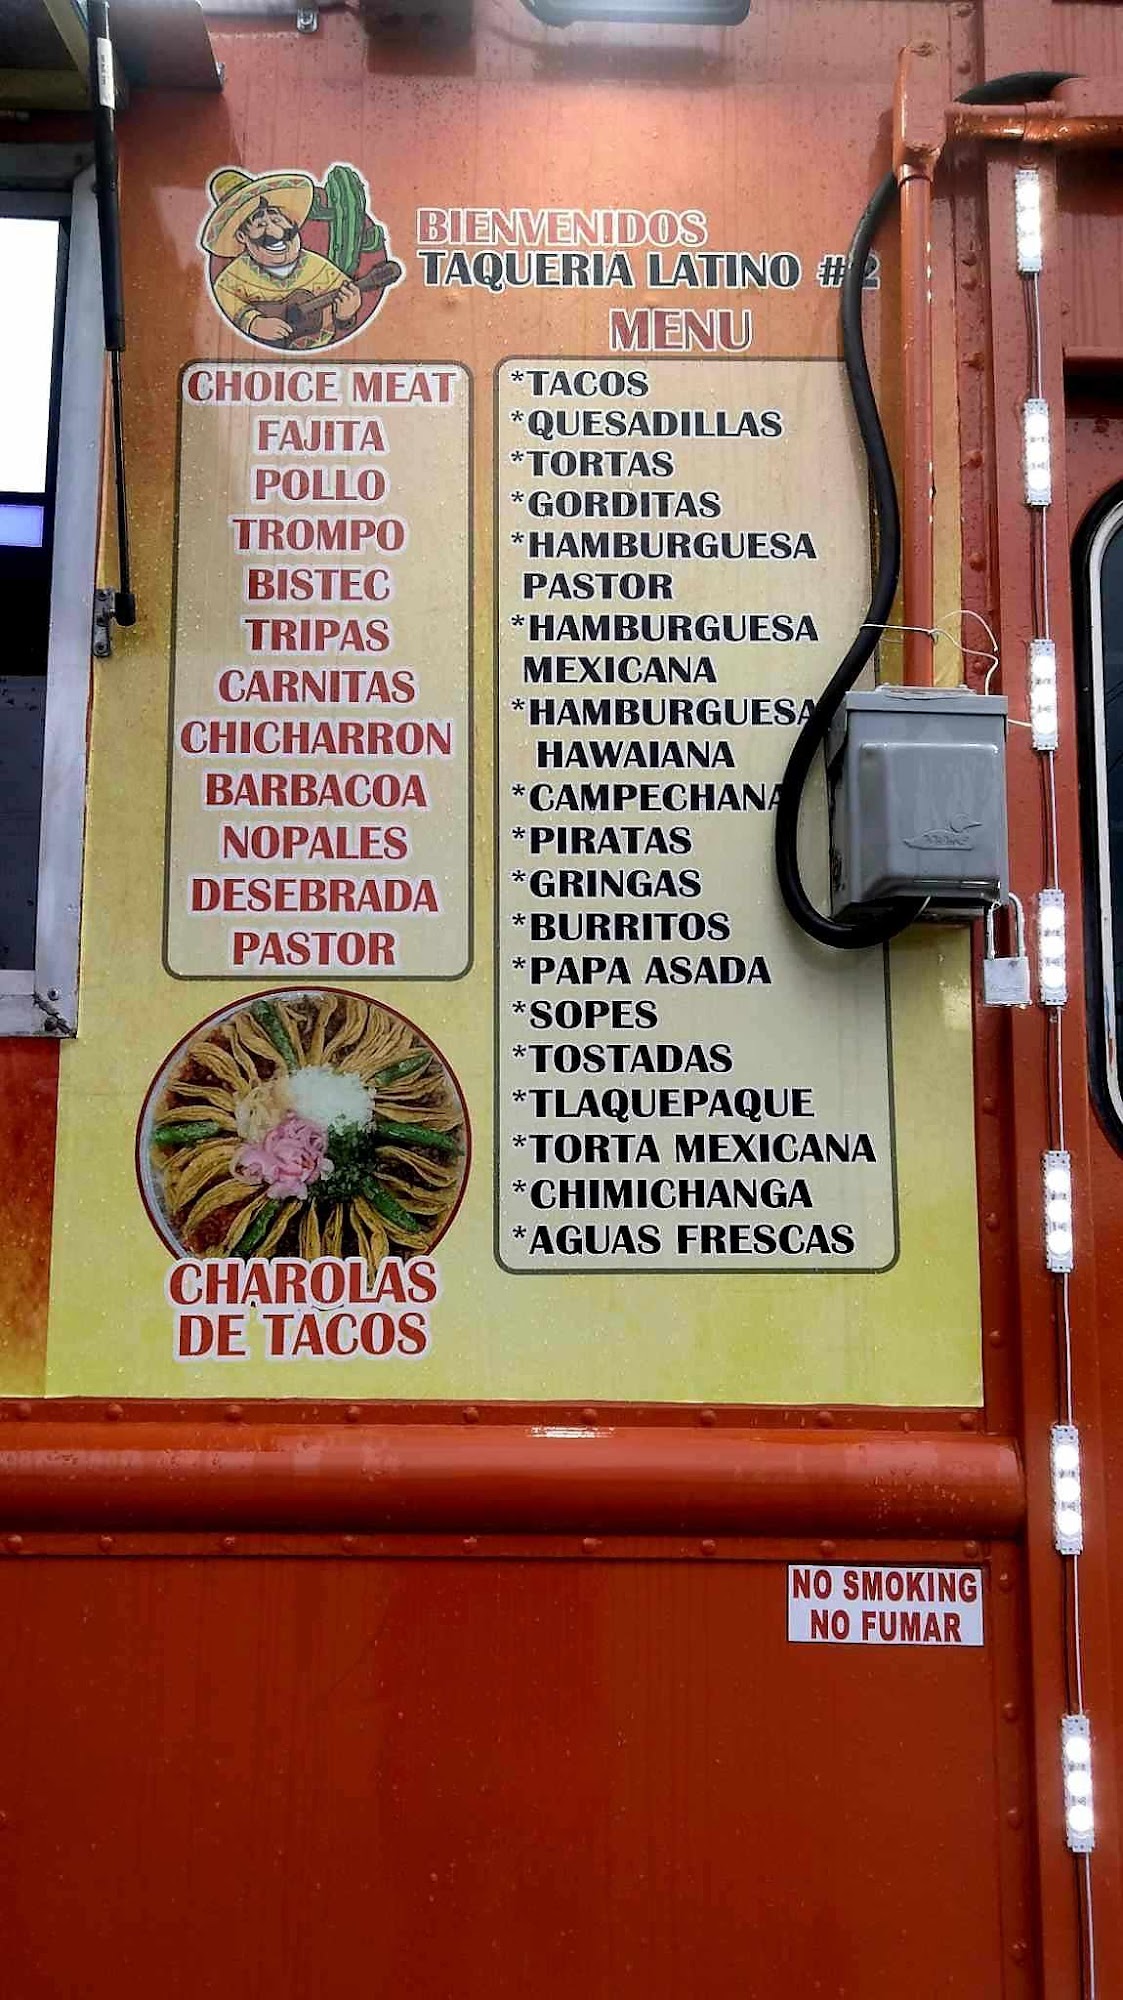 BIENVENIDOS
TAQUERIA LATINO #2
MENU
CHOICE MEAT
FAJITA
POLLO
TROMPO
BISTEC
TRIPAS
CARNITAS
CHICHARRON
BARBACOA
NOPALES
DESEBRADA
PASTOR
CHAROLAS
DE TACOS
*TACOS
*QUESADILLAS
*TORTAS
*GORDITAS
*HAMBURGUESA
PASTOR
*HAMBURGUESA
MEXICANA
*HAMBURGUESA
HAWAIANA
*CAMPECHANA
*PIRATAS
*GRINGAS
*BURRITOS
*PAPA ASADA
*SOPES
*TOSTADAS
*TLAQUEPAQUE
*TORTA MEXICANA
*CHIMICHANGA
*AGUAS FRESCAS
NO SMOKING
NO FUMAR